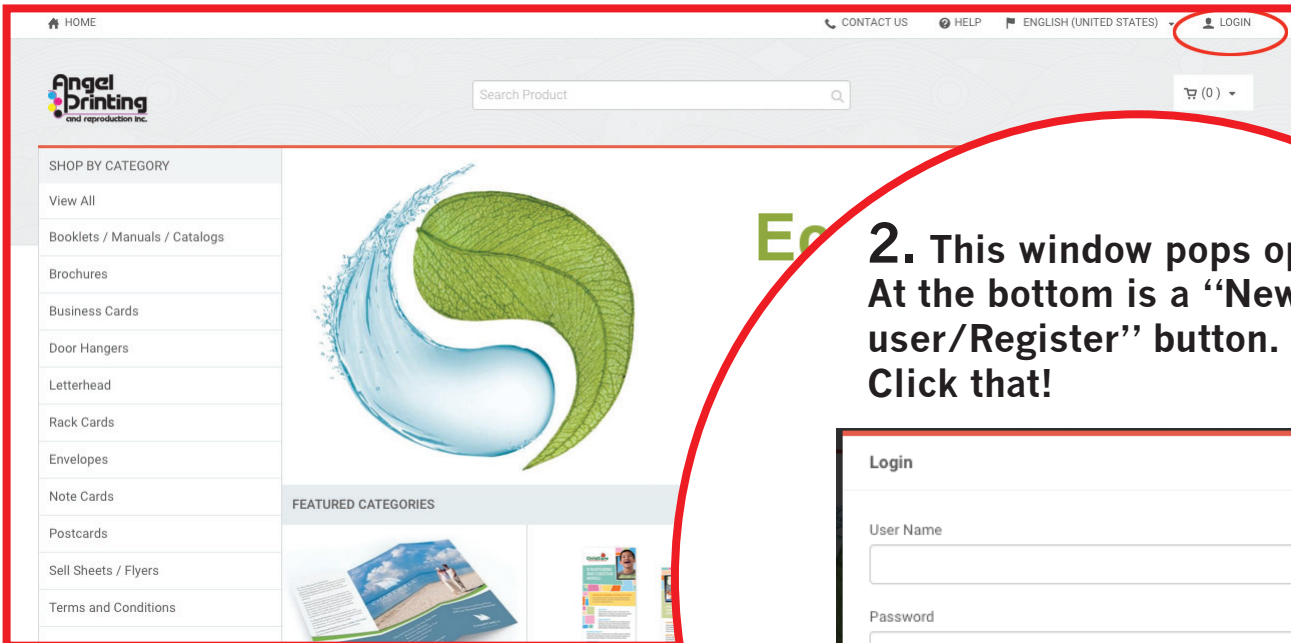 HOME
CONTACT US
HELP
ENGLISH (UNITED STATES)
LOGIN
Angel
Printing
and reproduction inc.
Search Product
(0)
SHOP BY CATEGORY
View All
Booklets / Manuals / Catalogs
Brochures
Business Cards
Door Hangers
Letterhead
Rack Cards
Envelopes
Note Cards
Postcards
Sell Sheets / Flyers
Terms and Conditions
FEATURED CATEGORIES
2. This window pops
At the bottom is a “New
user/Register” button.
Click that!
Login
User Name
Password